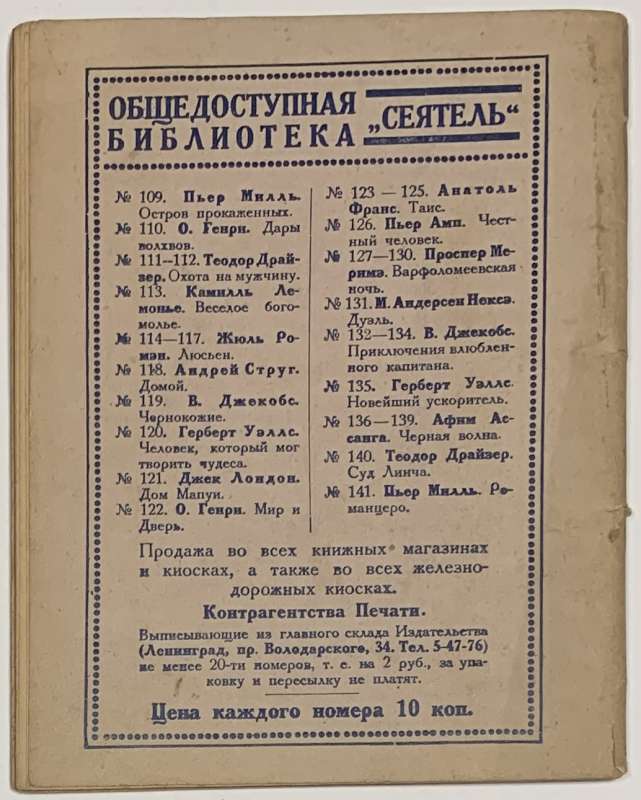 ОБЩЕДОСТУПНАЯ
БИБЛИОТЕКА „СЕЯТЕЛЬ“
№ 109. Пьер Милль.
Остров прокаженных.
№ 110. О. Генри. Дары
волхвов.
№ 111—112. Теодор Драй-
зер. Охота на мужчину.
№ 113. Камилль Ле-
монье. Веселое бого-
молье.
№ 114—117. Жюль Ро-
мэн. Люсьен.
№ 118. Андрей Струг.
Домой.
№ 119. В. Джекобс.
Чернокожие.
№ 120. Герберт Уэллс.
Человек, который мог
творить чудеса.
№ 121. Джек Лондон.
Дом Мапуи.
№ 122. О. Генри. Мир и
Дверь.
№ 123 — 125. Анатоль
Франс. Таис.
№ 126. Пьер Амп. Чест-
ный человек.
№ 127—130. Проспер Ме-
римэ. Варфоломеевская
ночь.
№ 131. М. Андерсен Нексэ.
Дуэль.
№ 132—134. В. Джекобс.
Приключения влюблен-
ного капитана.
№ 135. Герберт Уэллс.
Новейший ускоритель.
№ 136—139. Афим Ас-
санга. Черная волна.
№ 140. Теодор Драйзер.
Суд Линча.
№ 141. Пьер Милль. Ро-
манцеро.
Продажа во всех книжных магазинах
и киосках, а также во всех железно-
дорожных киосках.
Контрагентства Печати.
Выписывающие из главного склада Издательства
(Ленинград, пр. Володарского, 34. Тел. 5-47-76)
не менее 20-ти номеров, т. е. на 2 руб., за упа-
ковку и пересылку не платят.
Цена каждого номера 10 коп.